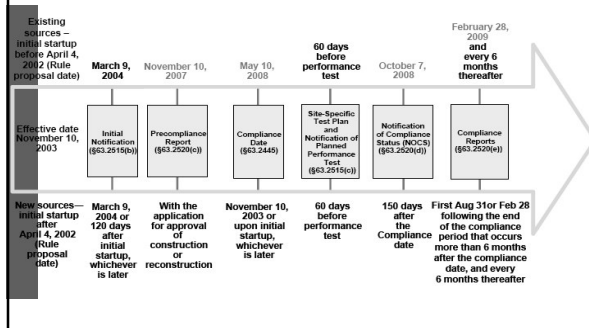 Existing
sources –
initial startup
before April 4,
2002 (Rule
proposal date)
March 9,
2004
November 10,
2007
May 10,
2008
60 days
before
performance
test
October 7,
2008
February 28,
2009
and
every 6
months
thereafter
Effective date
November 10,
2003
Initial
Notification
(§63.2515(b))
Precompliance
Report
(§63.2520(c))
Compliance
Date
(§63.2445)
Site-Specific
Test Plan
and
Notification of
Planned
Performance
Test
(§63.2515(c))
Notification
of Compliance
Status (NOCS)
(§63.2520(d))
Compliance
Reports
(§63.2520(e))
New sources—
initial startup
after
April 4, 2002
(Rule
proposal
date)
March 9,
2004 or
120 days
after
initial
startup,
whichever
is later
With the
application
for approval
of
construction
or
reconstruction
November 10,
2003 or
upon initial
startup,
whichever
is later
60 days
before
performance
test
150 days
after
the
Compliance
date
First Aug 31or Feb 28
following the end
of the compliance
period that occurs
more than 6 months
after the compliance
date, and every
6 months thereafter